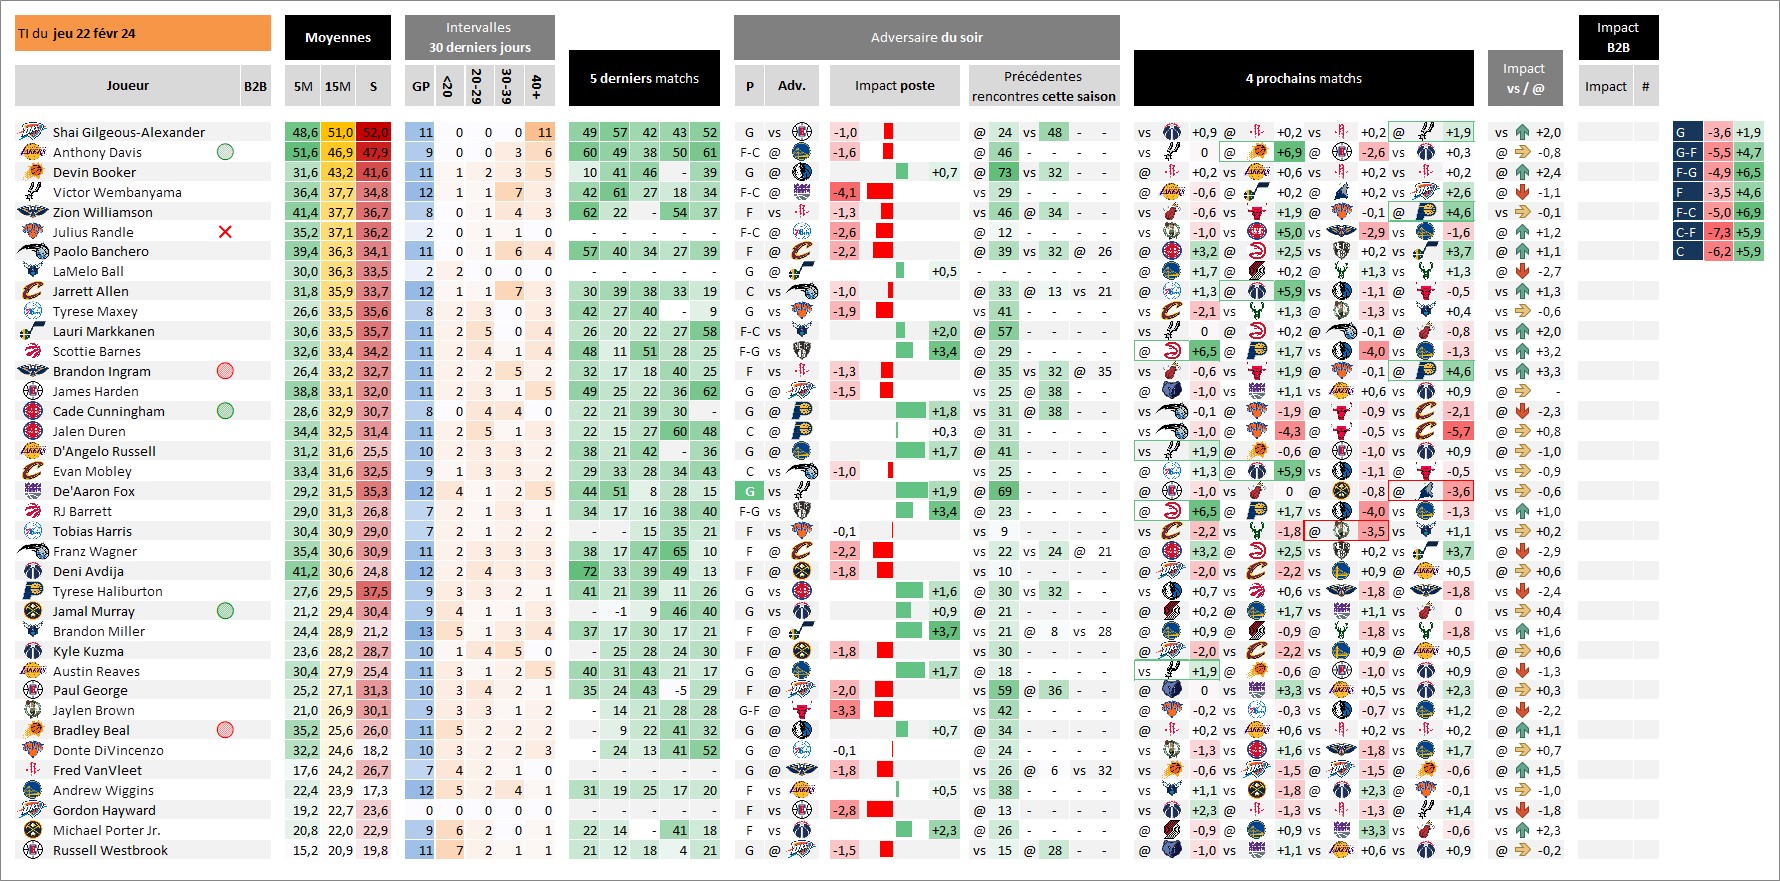 TI du jeu 22 févr 24
Moyennes
Intervalles
30 derniers jours
5 derniers matchs
Adversaire du soir
4 prochains matchs
Impact
vs / @
Impact
B2B
Joueur B2B 5M 15M S GP <20 20-29 30-39 40+ P Adv. Impact poste Précédentes rencontres cette saison Impact #
Shai Gilgeous-Alexander 48,6 51,0 52,0 11 0 0 0 11 49 57 42 43 52 G vs -1,0 @ 24 vs 48 - - vs +0,9 @ +0,2 vs +0,2 @ +1,9 vs +2,0
Anthony Davis 51,6 46,9 47,9 9 0 0 3 6 60 49 38 50 61 F-C @ -1,6 @ 46 - - - - vs 0 @ +6,9 @ -2,6 vs +0,3 @ -0,8
Devin Booker 31,6 43,2 41,6 11 1 2 3 5 10 41 46 - 39 G @ +0,7 @ 73 vs 32 - - @ +0,2 vs +0,6 vs +0,2 @ +0,2 @ +2,4
Victor Wembanyama 36,4 37,7 34,8 12 1 1 7 3 42 61 27 18 34 F-C @ -4,1 vs 29 - - - - @ -0,6 @ +0,2 @ +0,2 vs +2,6 @ -1,1
Zion Williamson 41,4 37,7 36,7 8 0 1 4 3 62 22 - 54 37 F vs -1,3 vs 46 @ 34 - - vs -0,6 vs +1,9 @ -0,1 @ +4,6 vs -0,1
Julius Randle 35,2 37,1 36,2 2 0 1 1 0 - - - - - F-C @ -2,6 @ 12 - - - - vs -1,0 vs +5,0 vs -2,9 vs -1,6 @ +1,2
Paolo Banchero 39,4 36,3 34,1 11 0 1 6 4 57 40 34 27 39 F @ -2,2 @ 39 vs 32 @ 26 @ +3,2 @ +2,5 vs +0,2 vs +3,7 @ +1,1
LaMelo Ball 30,0 36,3 33,5 2 2 0 0 0 - - - - - G @ +0,5 - - - - - - @ +1,9 @ +0,2 @ +1,3 vs +1,3 @ -2,7
Jarrett Allen 31,8 35,9 33,7 12 1 1 7 3 30 39 38 33 19 C vs -1,0 @ 33 @ 13 vs 21 @ +1,3 @ +5,9 vs -1,1 @ -0,5 vs +1,3
Tyrese Maxey 26,6 33,5 35,6 8 2 3 0 3 42 27 40 - 9 G vs -1,9 vs 41 - - - - vs -2,1 vs +1,3 @ -1,3 vs +0,4 vs -0,6
Lauri Markkanen 30,6 33,5 35,7 11 2 5 0 4 26 20 22 27 58 F-C vs +2,0 @ 57 - - - - vs 0 @ +3,3 @ -0,1 @ -0,8 vs +2,0
Scottie Barnes 32,6 33,4 34,2 11 2 4 1 4 48 11 51 28 25 F-G vs +3,4 @ 29 - - - - @ +6,5 @ +1,7 vs -4,0 @ -1,3 vs +3,2
Brandon Ingram 26,4 33,2 32,7 11 2 2 5 2 32 17 18 40 25 F vs -1,3 @ 35 vs 32 @ 35 vs -0,6 vs +1,9 @ -0,1 @ +4,6 vs +3,3
James Harden 38,8 33,1 32,0 11 2 3 1 5 49 25 22 36 62 G @ -1,5 vs 25 @ 38 - - @ -1,0 vs +1,1 vs +0,6 vs +0,9 @ -
Cade Cunningham 28,6 32,9 30,7 8 0 4 4 0 22 21 39 30 - G @ +1,8 vs 31 @ 38 - - vs -0,1 @ -1,9 @ -0,9 vs -2,1 @ -2,3
Jalen Duren 34,4 32,5 31,4 11 2 5 1 3 22 15 27 60 48 C @ +0,3 @ 31 - - - - vs -1,0 @ -4,3 @ -0,5 vs -5,7 @ +0,8
D'Angelo Russell 31,2 31,6 25,5 10 2 3 3 2 38 21 42 - 36 G @ +1,7 @ 41 - - - - vs +1,9 @ -0,6 @ -1,0 vs +0,9 @ -1,0
Evan Mobley 33,4 31,6 32,5 9 1 3 3 2 29 33 28 34 43 C vs -1,0 vs 25 - - - - @ +1,3 @ +5,9 vs -1,1 @ -0,5 vs -0,9
De'Aaron Fox 29,2 31,5 35,3 12 4 1 2 5 44 51 8 28 15 G vs +1,9 @ 69 - - - - @ -1,0 vs 0 @ -0,8 @ -3,6 vs -0,6
RJ Barrett 29,0 31,3 26,8 7 2 1 3 1 34 17 16 38 40 F-G vs +3,4 @ 23 - - - - @ +6,5 @ +1,7 vs -4,0 @ -1,3 vs +1,0
Tobias Harris 30,4 30,9 29,0 7 2 1 2 2 - - 15 35 21 F vs -0,1 vs 9 - - - - vs -2,2 vs -1,8 @ -3,5 vs +1,1 vs +0,2
Franz Wagner 35,4 30,6 30,9 11 2 3 3 3 38 17 47 65 10 F @ -2,2 vs 22 vs 24 @ 21 @ +3,2 @ +2,5 vs +0,2 vs +3,7 @ -2,9
Deni Avdija 41,2 30,6 24,8 12 2 4 3 3 72 33 39 49 13 F @ -1,8 vs 10 - - - - @ -2,0 vs -2,2 vs +0,9 @ +0,5 @ +0,6
Tyrese Haliburton 27,6 29,5 37,5 9 3 3 2 1 41 21 39 11 26 G vs +1,6 @ 30 vs 32 - - vs +0,7 vs +0,6 vs -1,8 @ -1,8 vs -2,4
Jamal Murray 21,2 29,4 30,4 9 4 1 1 3 - -1 9 46 40 G vs +0,9 @ 21 - - - - @ +0,2 @ +1,7 vs +1,1 vs 0 vs +0,4
Brandon Miller 24,4 28,9 21,2 13 5 1 3 4 37 17 30 17 21 F @ +3,7 vs 21 @ 8 vs 28 @ +0,9 @ -0,9 @ -1,8 vs -1,8 @ +1,6
Kyle Kuzma 23,6 28,2 28,7 10 1 4 5 0 - 25 28 24 30 F @ -1,8 vs 30 - - - - @ -2,0 vs -2,2 vs +0,9 @ +0,5 @ +0,6
Austin Reaves 30,4 27,9 25,4 11 3 1 2 5 40 31 43 21 17 G @ +1,7 @ 18 - - - - vs +1,9 @ -0,6 @ -1,0 vs +0,9 @ -1,3
Paul George 25,2 27,1 31,3 10 3 4 2 1 35 24 43 -5 29 F @ -2,0 vs 59 @ 36 - - @ 0 vs +3,3 vs +0,5 vs +2,3 @ +0,3
Jaylen Brown 21,0 26,9 30,1 9 3 3 1 2 - 14 21 28 28 G-F @ -3,3 vs 42 - - - - @ -0,2 vs -0,3 vs -0,7 vs +1,2 @ -2,2
Bradley Beal 35,2 25,6 26,0 11 5 2 2 2 - 9 22 41 32 G @ +0,7 @ 34 - - - - @ +0,2 vs +0,6 vs +0,2 @ +0,2 @ +1,1
Donte DiVincenzo 32,2 24,6 18,2 10 3 2 2 3 - 24 13 41 52 G @ -0,1 @ 24 - - - - vs -1,3 vs +1,6 vs -1,8 vs +1,7 @ +0,7
Fred VanVleet 17,6 24,2 26,7 7 4 2 1 0 - - - - - G @ -1,8 vs 26 @ 6 vs 32 @ -0,6 vs -1,5 @ -1,5 @ -0,6 @ +1,5
Andrew Wiggins 22,4 23,9 17,3 12 5 2 4 1 31 19 25 17 20 F vs +0,5 vs 38 - - - - vs +1,1 vs -1,8 @ -3,5 @ -0,1 vs -1,0
Gordon Hayward 19,2 22,7 23,6 0 0 0 0 0 - - - - - F vs -2,8 @ 13 - - - - vs +2,3 @ -1,3 vs -1,3 @ +1,4 vs -1,8
Michael Porter Jr. 20,8 22,0 22,9 9 6 2 0 1 22 14 - 41 18 F vs +2,3 @ 26 - - - - @ -0,9 @ +0,9 vs +3,3 vs -0,6 vs +2,3
Russell Westbrook 15,2 20,9 19,8 11 7 2 1 1 21 12 18 4 21 G @ -1,5 vs 15 @ 28 - - @ -1,0 vs +1,1 vs +0,6 vs +0,9 @ -0,2
G -3,6 +1,9
G-F -5,5 +4,7
F-G -4,9 +6,5
F -3,5 +4,6
F-C -5,0 +6,9
C-F -7,3 +5,9
C -6,2 +5,9